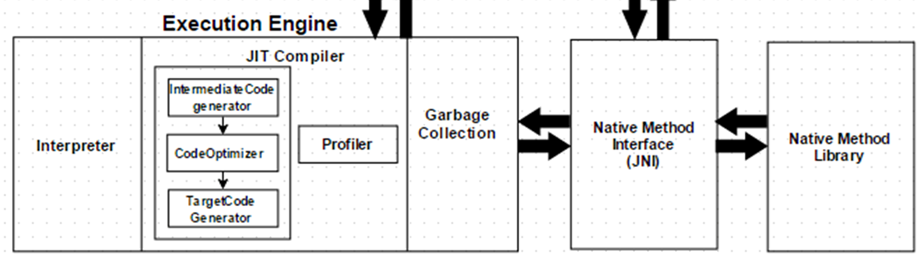 Execution Engine
JIT Compiler
IntermediateCode
generator
CodeOptimizer
TargetCode
Generator
Interpreter
Profiler
Garbage
Collection
Native Method
Interface
(JNI)
Native Method
Library